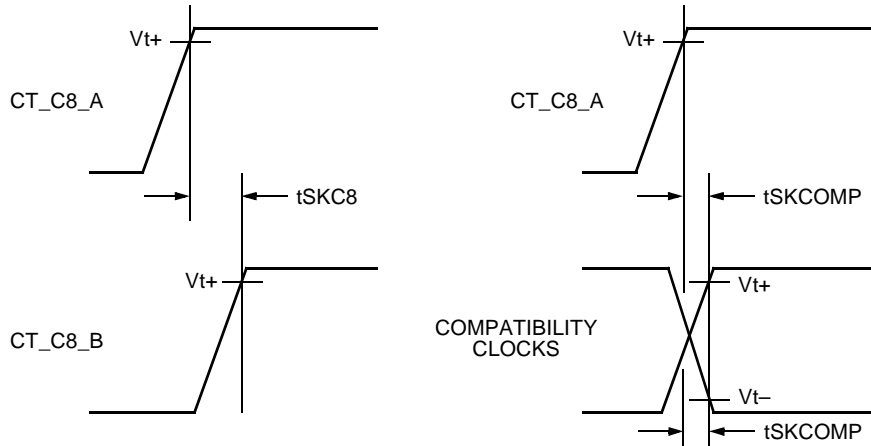 Vt+
CT_C8_A
tSKC8
Vt+
CT_C8_B
Vt+
CT_C8_A
tSKCOMP
Vt+
COMPATIBILITY
CLOCKS
Vt–
tSKCOMP